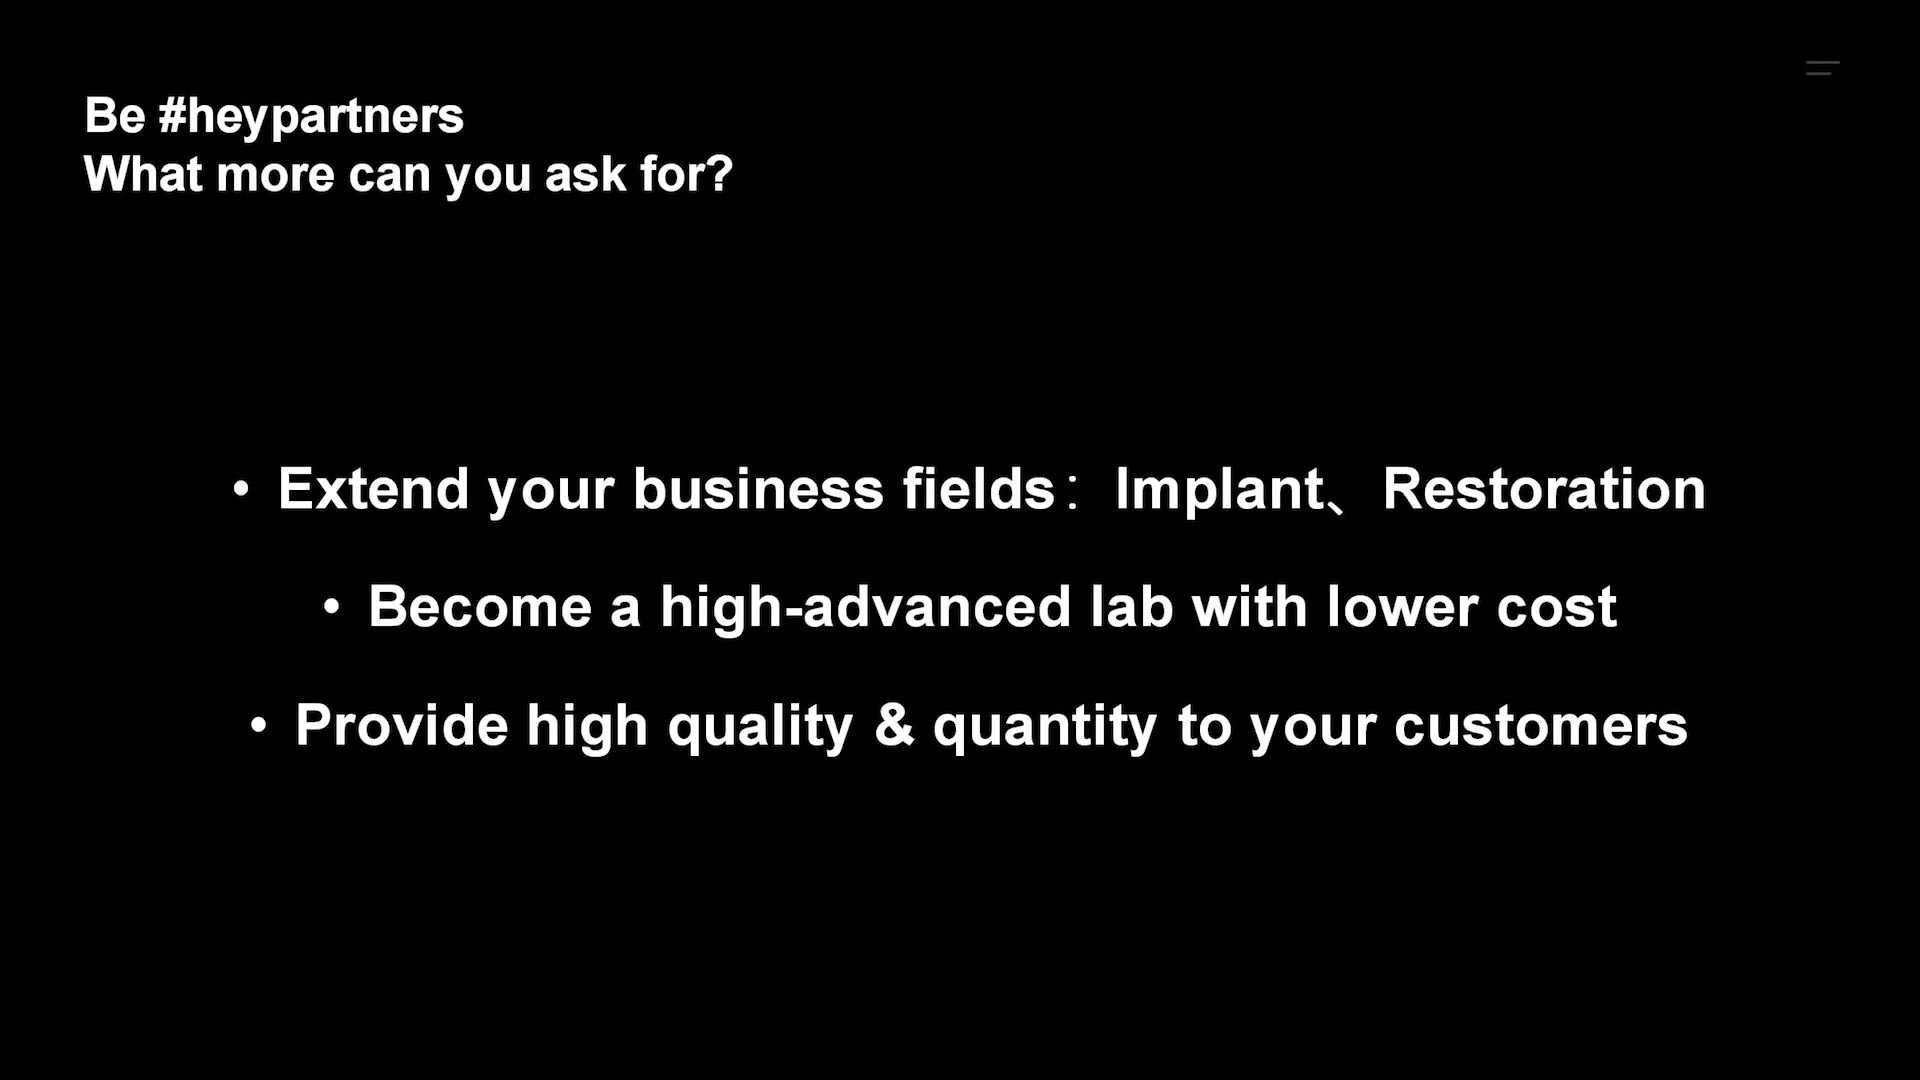 Be #heypartners
What more can you ask for?
• Extend your business fields：Implant、Restoration
• Become a high-advanced lab with lower cost
• Provide high quality & quantity to your customers